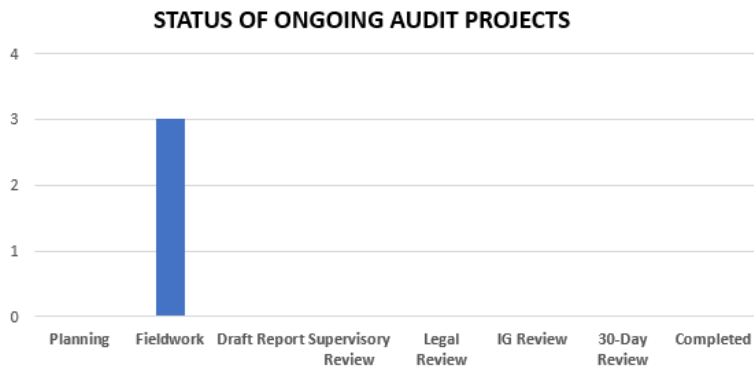 STATUS OF ONGOING AUDIT PROJECTS
4
3
2
1
0
Planning Fieldwork Draft Report Supervisory Review Legal Review IG Review 30-Day Review Completed